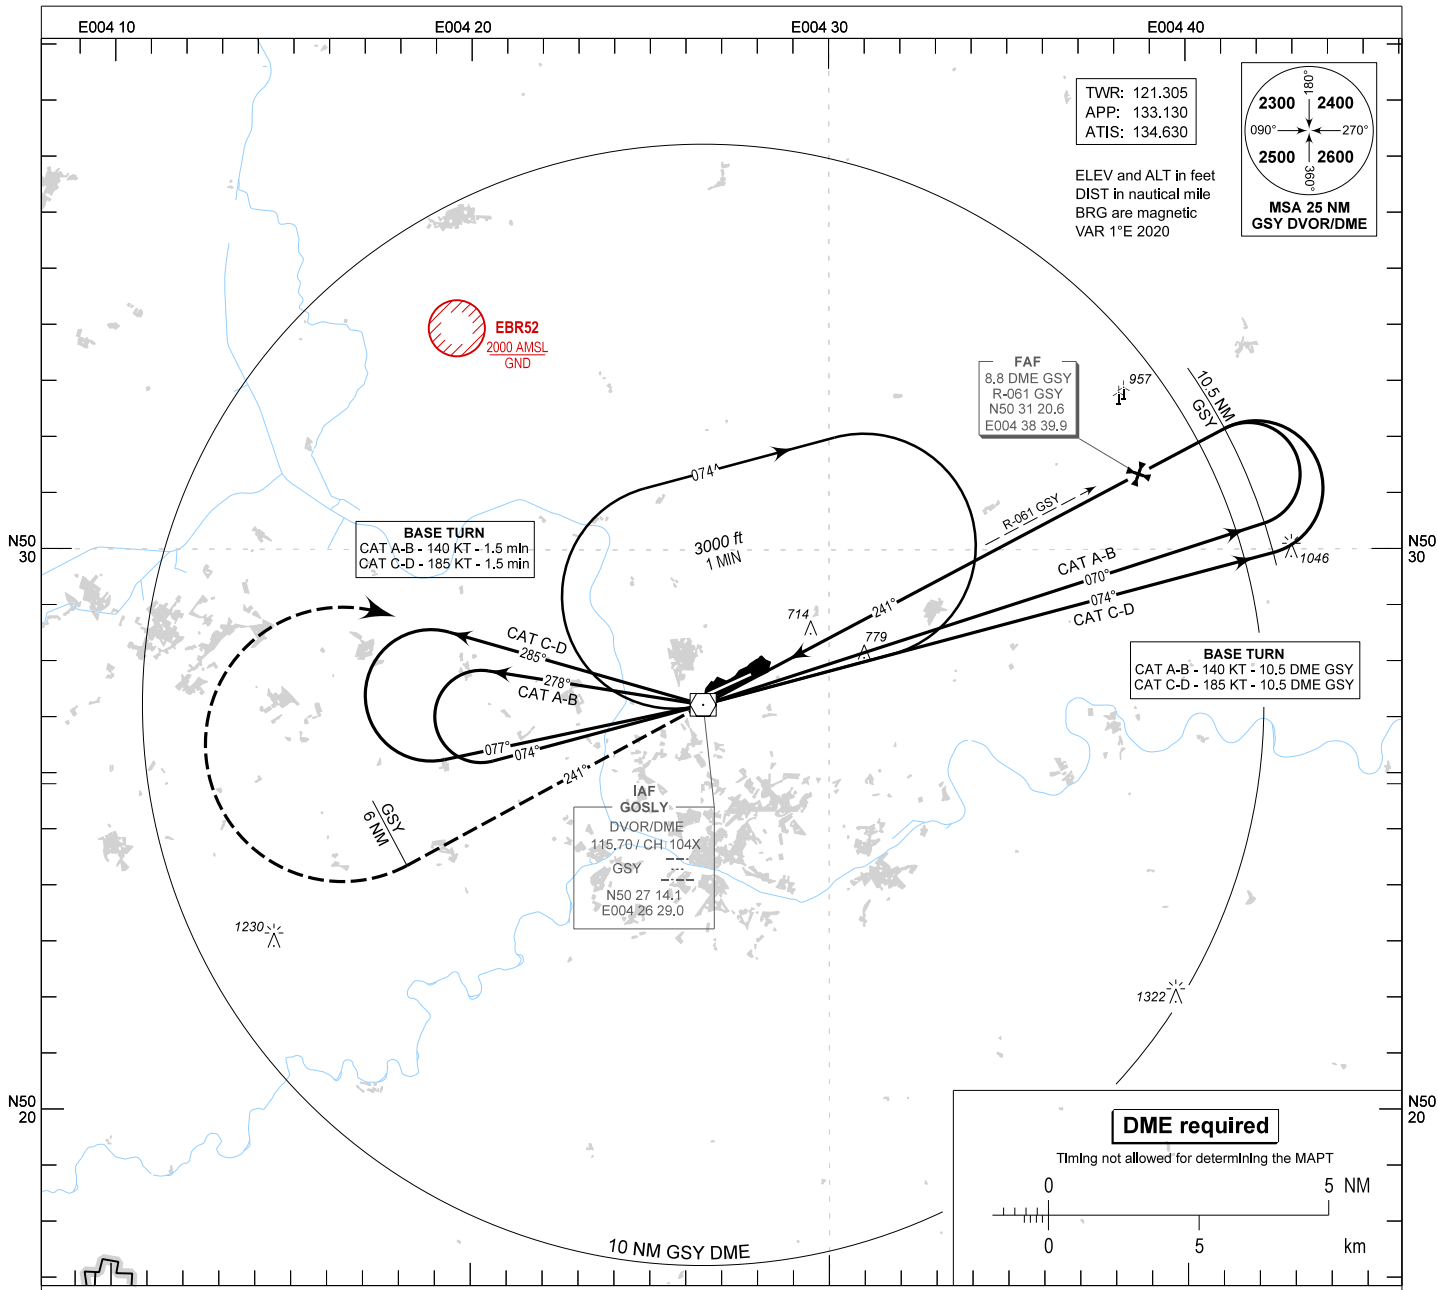 E004 10
E004 20
E004 30
E004 40
TWR: 121.305
APP: 133.130
ATIS: 134.630
ELEV and ALT in feet
DIST in nautical mile
BRG are magnetic
VAR 1°E 2020
180°
2300 2400
090° 270°
2500 2600
360°
MSA 25 NM
GSY DVOR/DME
EBR52
2000 AMSL
GND
FAF
8.8 DME GSY
R-061 GSY
N50 31 20.6
E004 38 39.9
957
10.5 NM
GSY
074°
R-061 GSY
3000 ft
1 MIN
BASE TURN
CAT A-B - 140 KT - 1.5 min
CAT C-D - 185 KT - 1.5 min
N50
30
N50
30
1046
CAT A-B
070°
074°
CAT C-D
241°
714
779
CAT C-D
285°
278°
CAT A-B
BASE TURN
CAT A-B - 140 KT - 10.5 DME GSY
CAT C-D - 185 KT - 10.5 DME GSY
077°
074°
241°
GSY
6 NM
IAF
GOSLY
DVOR/DME
115.70 / CH 104X
GSY
N50 27 14.1
E004 26 29.0
1230
1322
N50
20
N50
20
DME required
Timing not allowed for determining the MAPT
0 5 NM
0 5 km
10 NM GSY DME